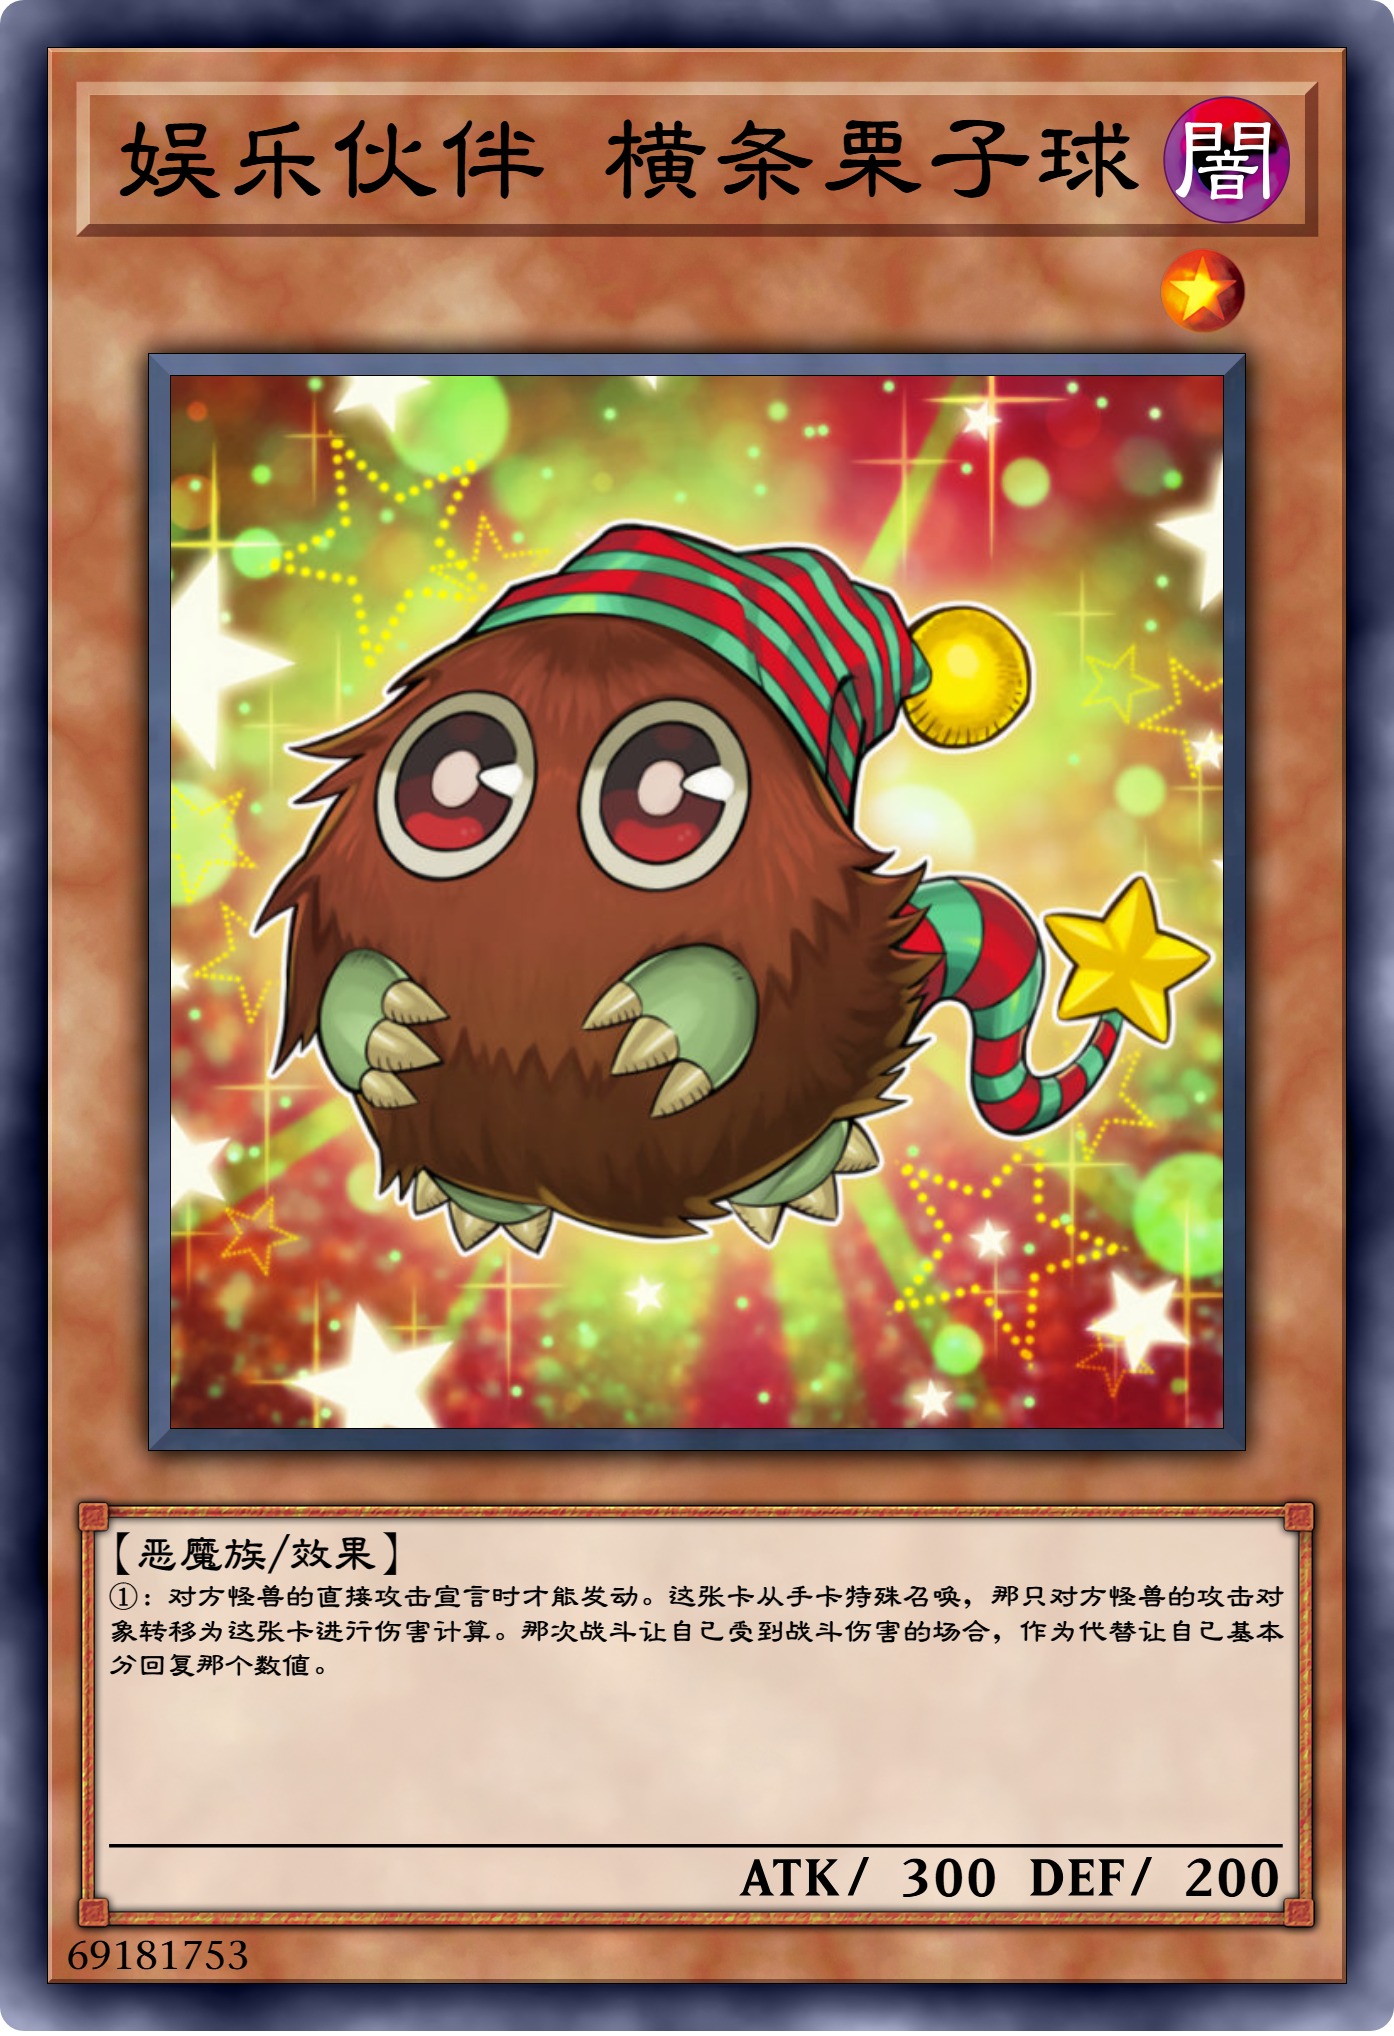 娱乐伙伴 横条栗子球
闇
【恶魔族/效果】
①：对方怪兽的直接攻击宣言时才能发动。这张卡从手卡特殊召唤，那只对方怪兽的攻击对
象转移为这张卡进行伤害计算。那次战斗让自己受到战斗伤害的场合，作为代替让自己基本
分回复那个数值。
ATK/ 300 DEF/ 200
69181753